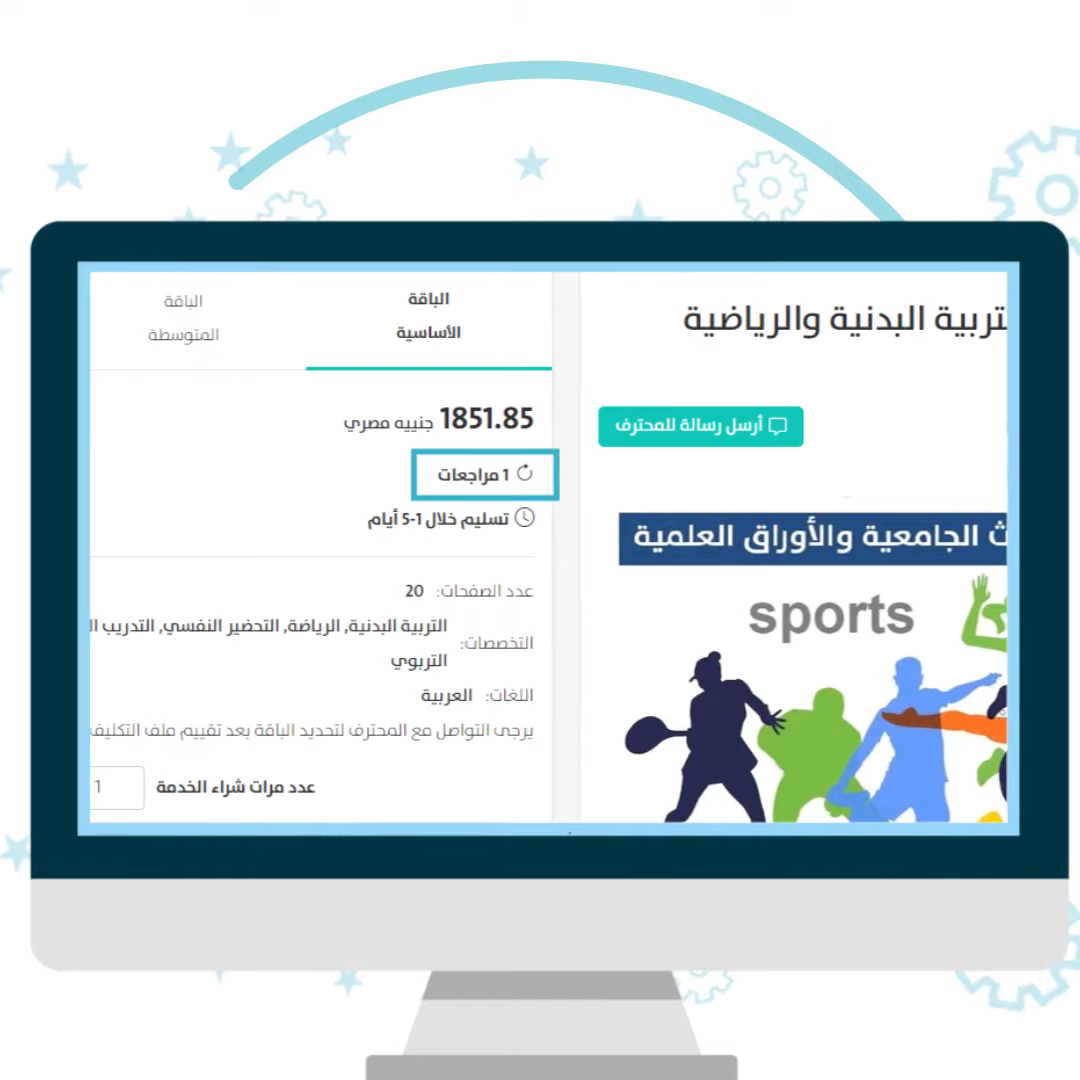 تربية البدنية والرياضية
أرسل رسالة للمحترف
الجامعية والأوراق العلمية
sports
الباقة
الأساسية
الباقة
المتوسطة
1851.85 جنييه مصري
1 مراجعات
تسليم خلال 1-5 أيام
عدد الصفحات: 20
التخصصات: التربية البدنية, الرياضة, التحضير النفسي, التدريب
التربوي
اللغات: العربية
يرجى التواصل مع المحترف لتحديد الباقة بعد تقييم ملف التكليف
عدد مرات شراء الخدمة 1